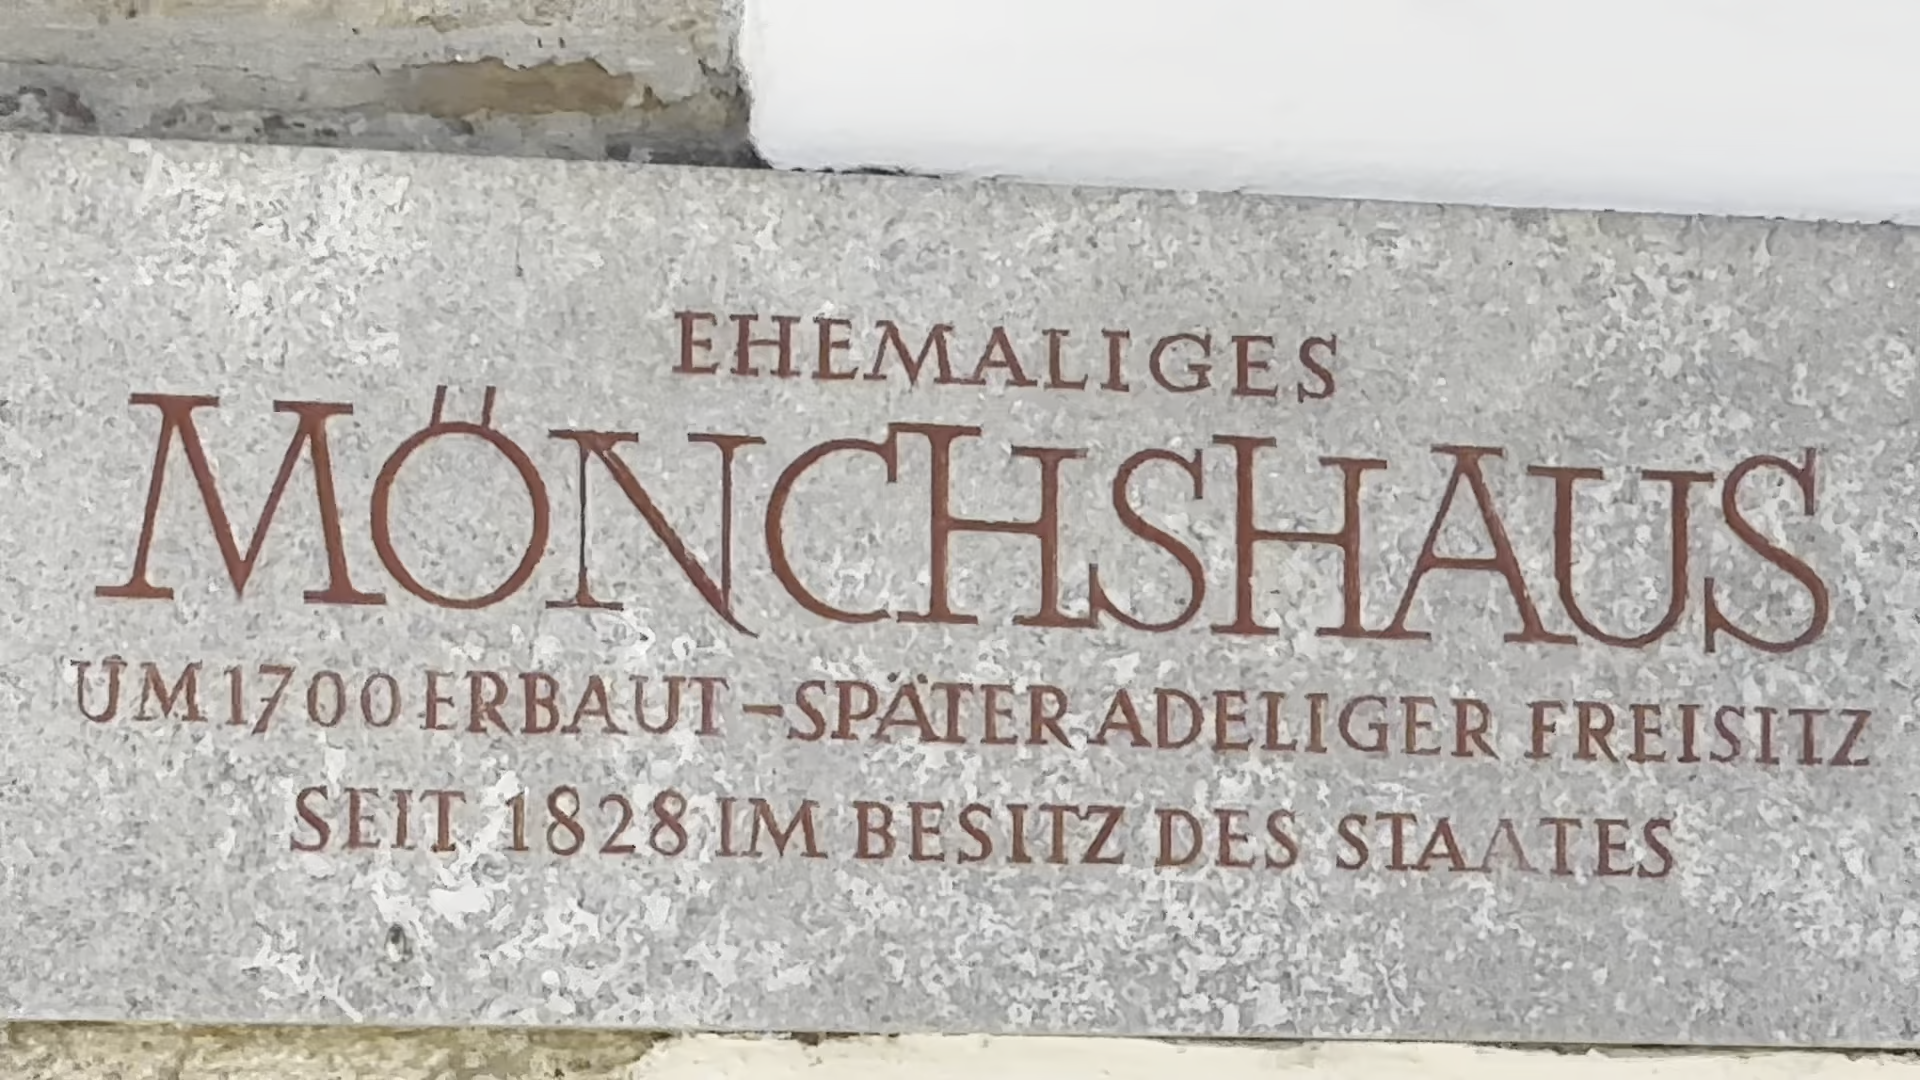 EHEMALIGES
MÖNCHSHAUS
UM 1700 ERBAUT – SPÄTER ADELIGER FREISITZ
SEIT 1828 IM BESITZ DES STAATES